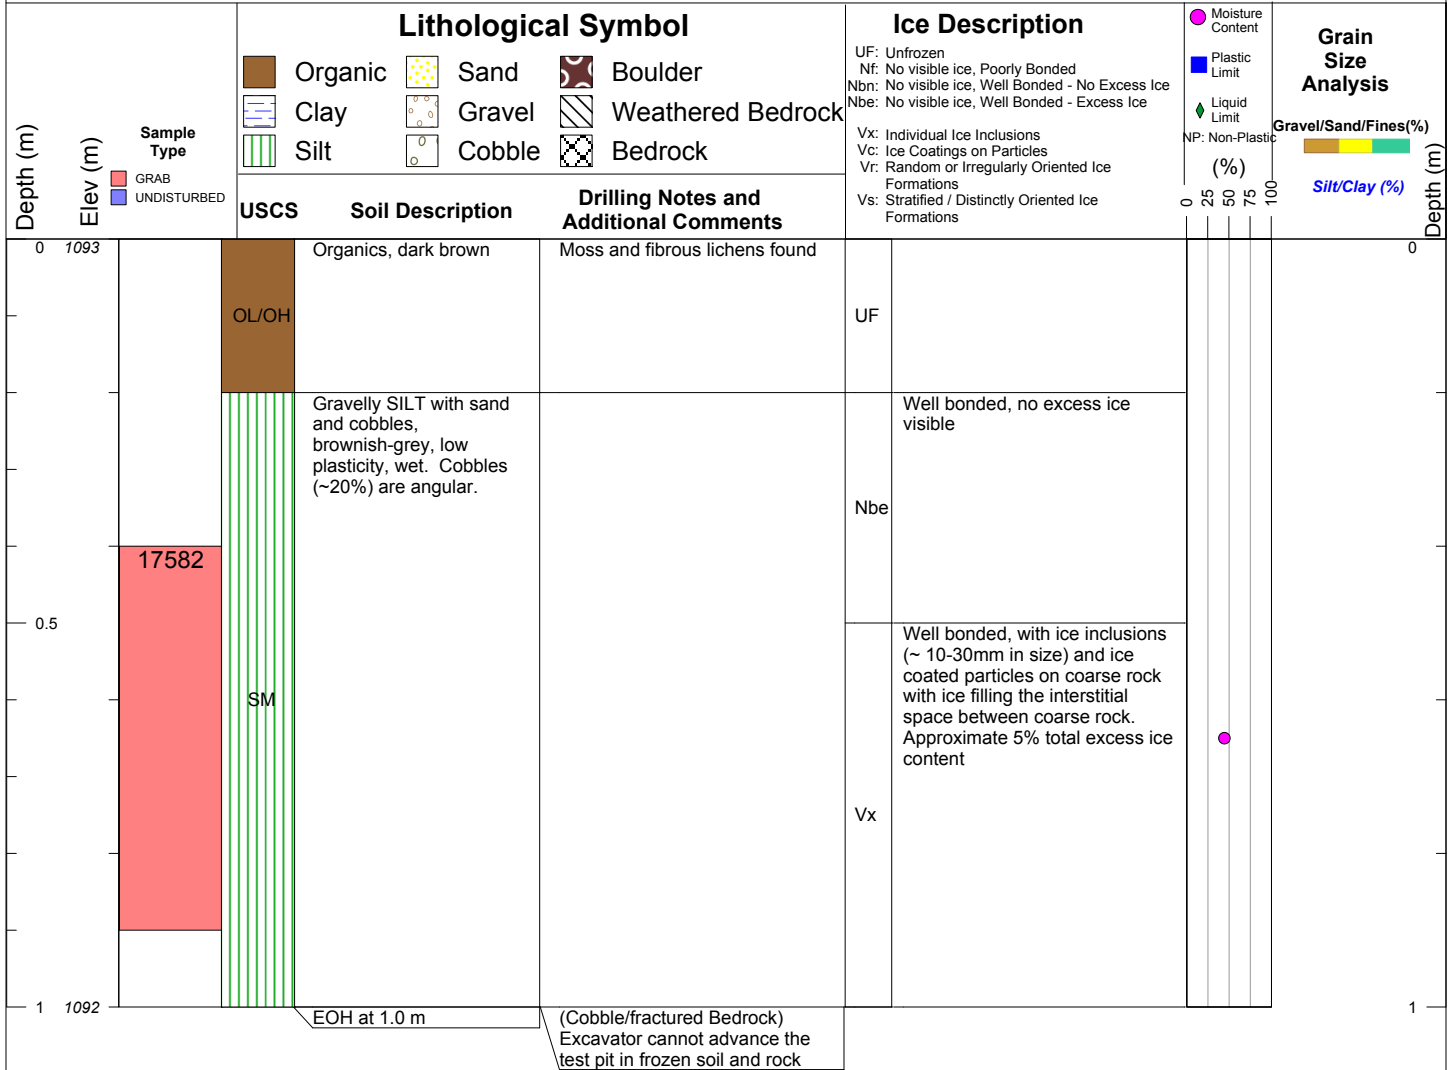 Lithological Symbol
Organic
Sand
Boulder
Clay
Gravel
Weathered Bedrock
Silt
Cobble
Bedrock
Ice Description
UF: Unfrozen
Nf: No visible ice, Poorly Bonded
Nbn: No visible ice, Well Bonded - No Excess Ice
Nbe: No visible ice, Well Bonded - Excess Ice
Vx: Individual Ice Inclusions
Vc: Ice Coatings on Particles
Vr: Random or Irregularly Oriented Ice
Formations
Vs: Stratified / Distinctly Oriented Ice
Formations
Moisture
Content
Plastic
Limit
Liquid
Limit
NP: Non-Plastic
(%)
0 25 50 75 100
Grain
Size
Analysis
Gravel/Sand/Fines(%)
Silt/Clay (%)
Depth (m)
Depth (m)
Elev (m)
Sample
Type
GRAB
UNDISTURBED
USCS
Soil Description
Drilling Notes and
Additional Comments
0 1093
OL/OH
Organics, dark brown
Moss and fibrous lichens found
UF
0
Gravelly SILT with sand
and cobbles,
brownish-grey, low
plasticity, wet. Cobbles
(~20%) are angular.
Nbe
Well bonded, no excess ice
visible
17582
0.5
SM
Vx
Well bonded, with ice inclusions
(~ 10-30mm in size) and ice
coated particles on coarse rock
with ice filling the interstitial
space between coarse rock.
Approximate 5% total excess ice
content
1 1092
1
EOH at 1.0 m
(Cobble/fractured Bedrock)
Excavator cannot advance the
test pit in frozen soil and rock